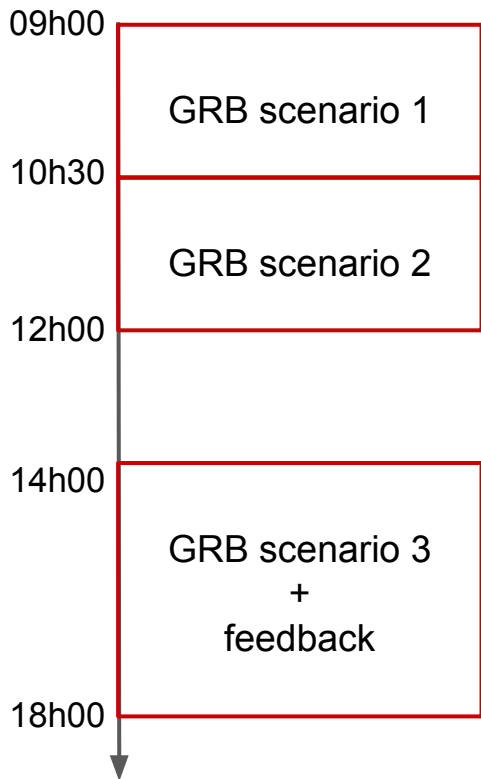 09h00
GRB scenario 1
10h30
GRB scenario 2
12h00
14h00
GRB scenario 3
+
feedback
18h00